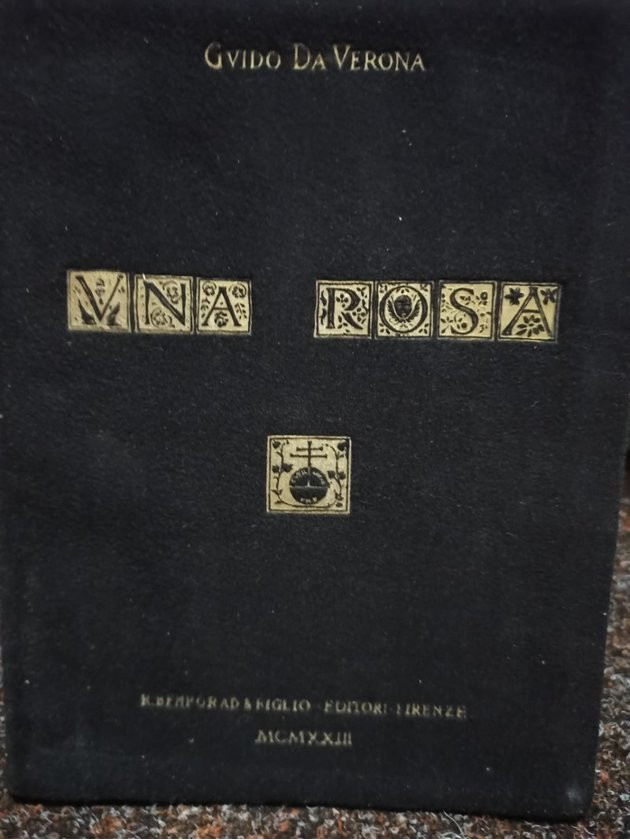 GVIDO DA VERONA
VNA ROSA
R. BEMPORAD & FIGLIO · EDITORI · FIRENZE
MCMXXIII